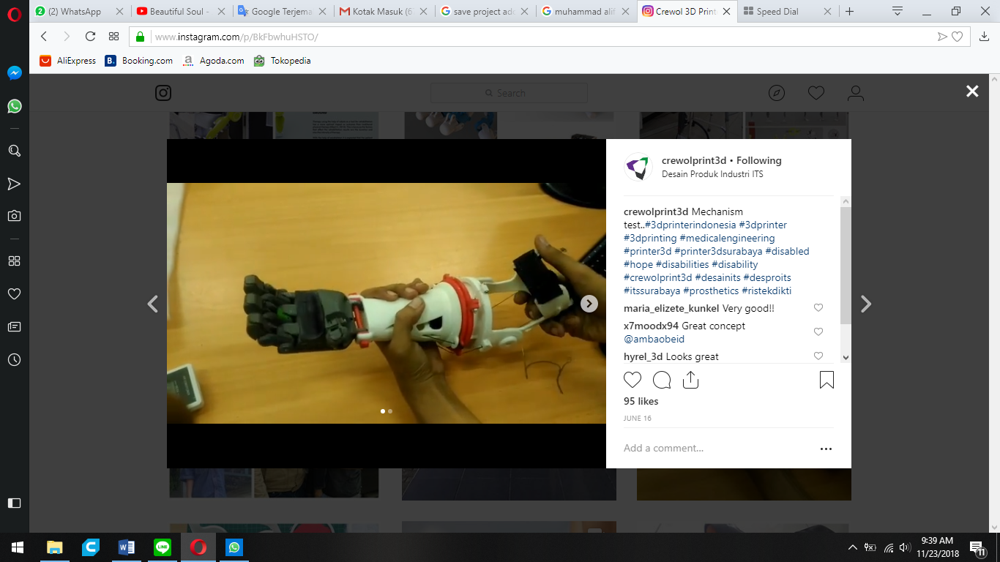 (2) WhatsApp
Beautiful Soul -
Google Terjema
Kotak Masuk (6
save project ado
muhammad alif
Crewol 3D Print
Speed Dial
www.instagram.com/p/BkFbwhuHSTO/
AliExpress
B. Booking.com
a Agoda.com
Tokopedia
Search
crewolprint3d • Following
Desain Produk Industri ITS
crewolprint3d Mechanism
test..#3dprinterindonesia #3dprinter
#3dprinting #medicalengineering
#printer3d #printer3dsurabaya #disabled
#hope #disabilities #disability
#crewolprint3d #desainits #desproits
#itssurabaya #prosthetics #ristekdikti
maria_elizete_kunkel Very good!!
x7moodx94 Great concept
@ambaobeid
hyrel_3d Looks great
95 likes
JUNE 16
Add a comment...
9:39 AM
11/23/2018
11